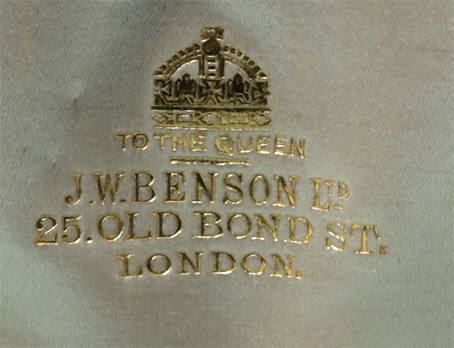 TO THE QUEEN
J.W.BENSON LTD.
25.OLD BOND ST.
LONDON.